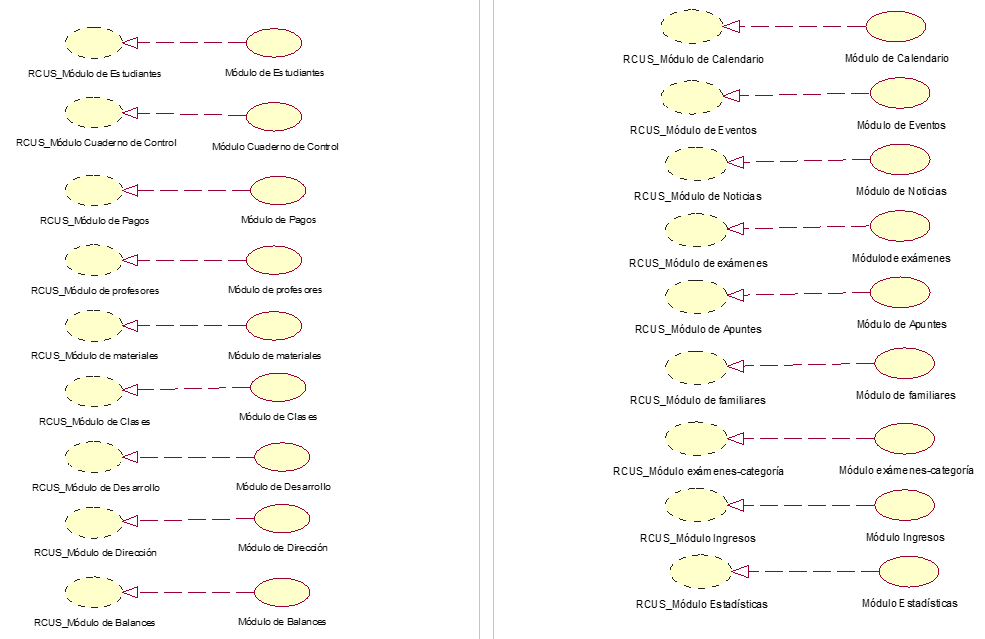 RCUS_Módulo de Estudiantes
Módulo de Estudiantes
RCUS_Módulo Cuaderno de Control
Módulo Cuaderno de Control
RCUS_Módulo de Pagos
Módulo de Pagos
RCUS_Módulo de profesores
Módulo de profesores
RCUS_Módulo de materiales
Módulo de materiales
RCUS_Módulo de Clases
Módulo de Clases
RCUS_Módulo de Desarrollo
Módulo de Desarrollo
RCUS_Módulo de Dirección
Módulo de Dirección
RCUS_Módulo de Balances
Módulo de Balances
RCUS_Módulo de Calendario
Módulo de Calendario
RCUS_Módulo de Eventos
Módulo de Eventos
RCUS_Módulo de Noticias
Módulo de Noticias
RCUS_Módulo de exámenes
Módulo de exámenes
RCUS_Módulo de Apuntes
Módulo de Apuntes
RCUS_Módulo de familiares
Módulo de familiares
RCUS_Módulo exámenes-categoría
Módulo exámenes-categoría
RCUS_Módulo Ingresos
Módulo Ingresos
RCUS_Módulo Estadísticas
Módulo Estadísticas